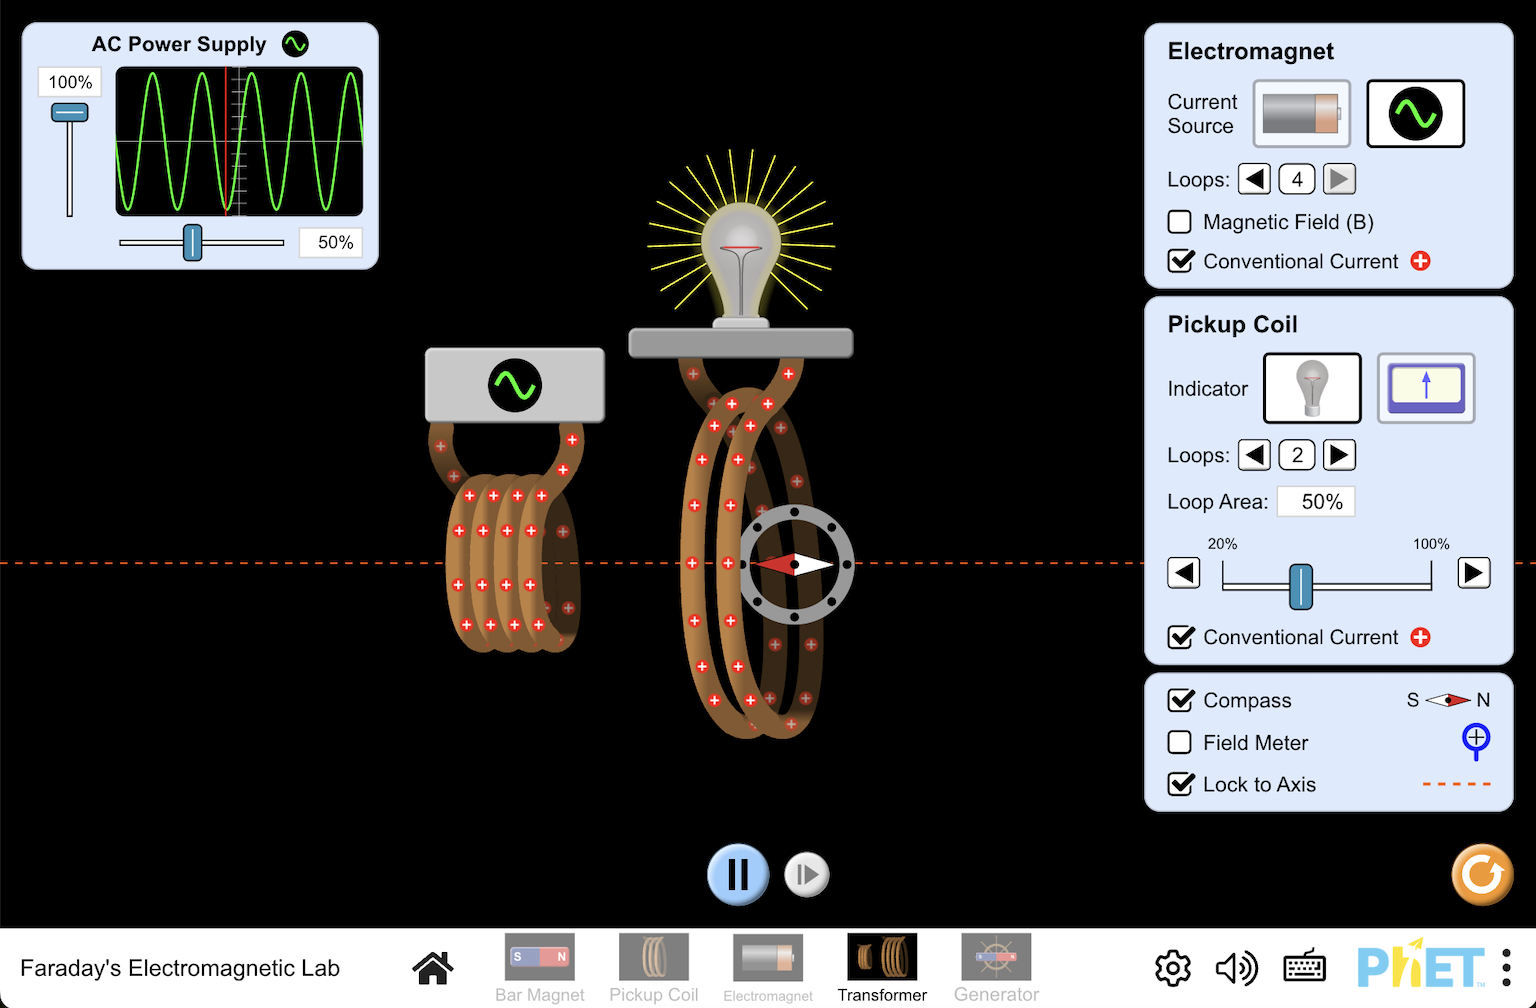 AC Power Supply
100%
50%
Electromagnet
Current
Source
Loops: 4
Magnetic Field (B)
Conventional Current
Pickup Coil
Indicator
Loops: 2
Loop Area: 50%
20% 100%
Conventional Current
Compass S N
Field Meter
Lock to Axis
Faraday's Electromagnetic Lab
S N
Bar Magnet
Pickup Coil
Electromagnet
Transformer
S N
Generator
PhET